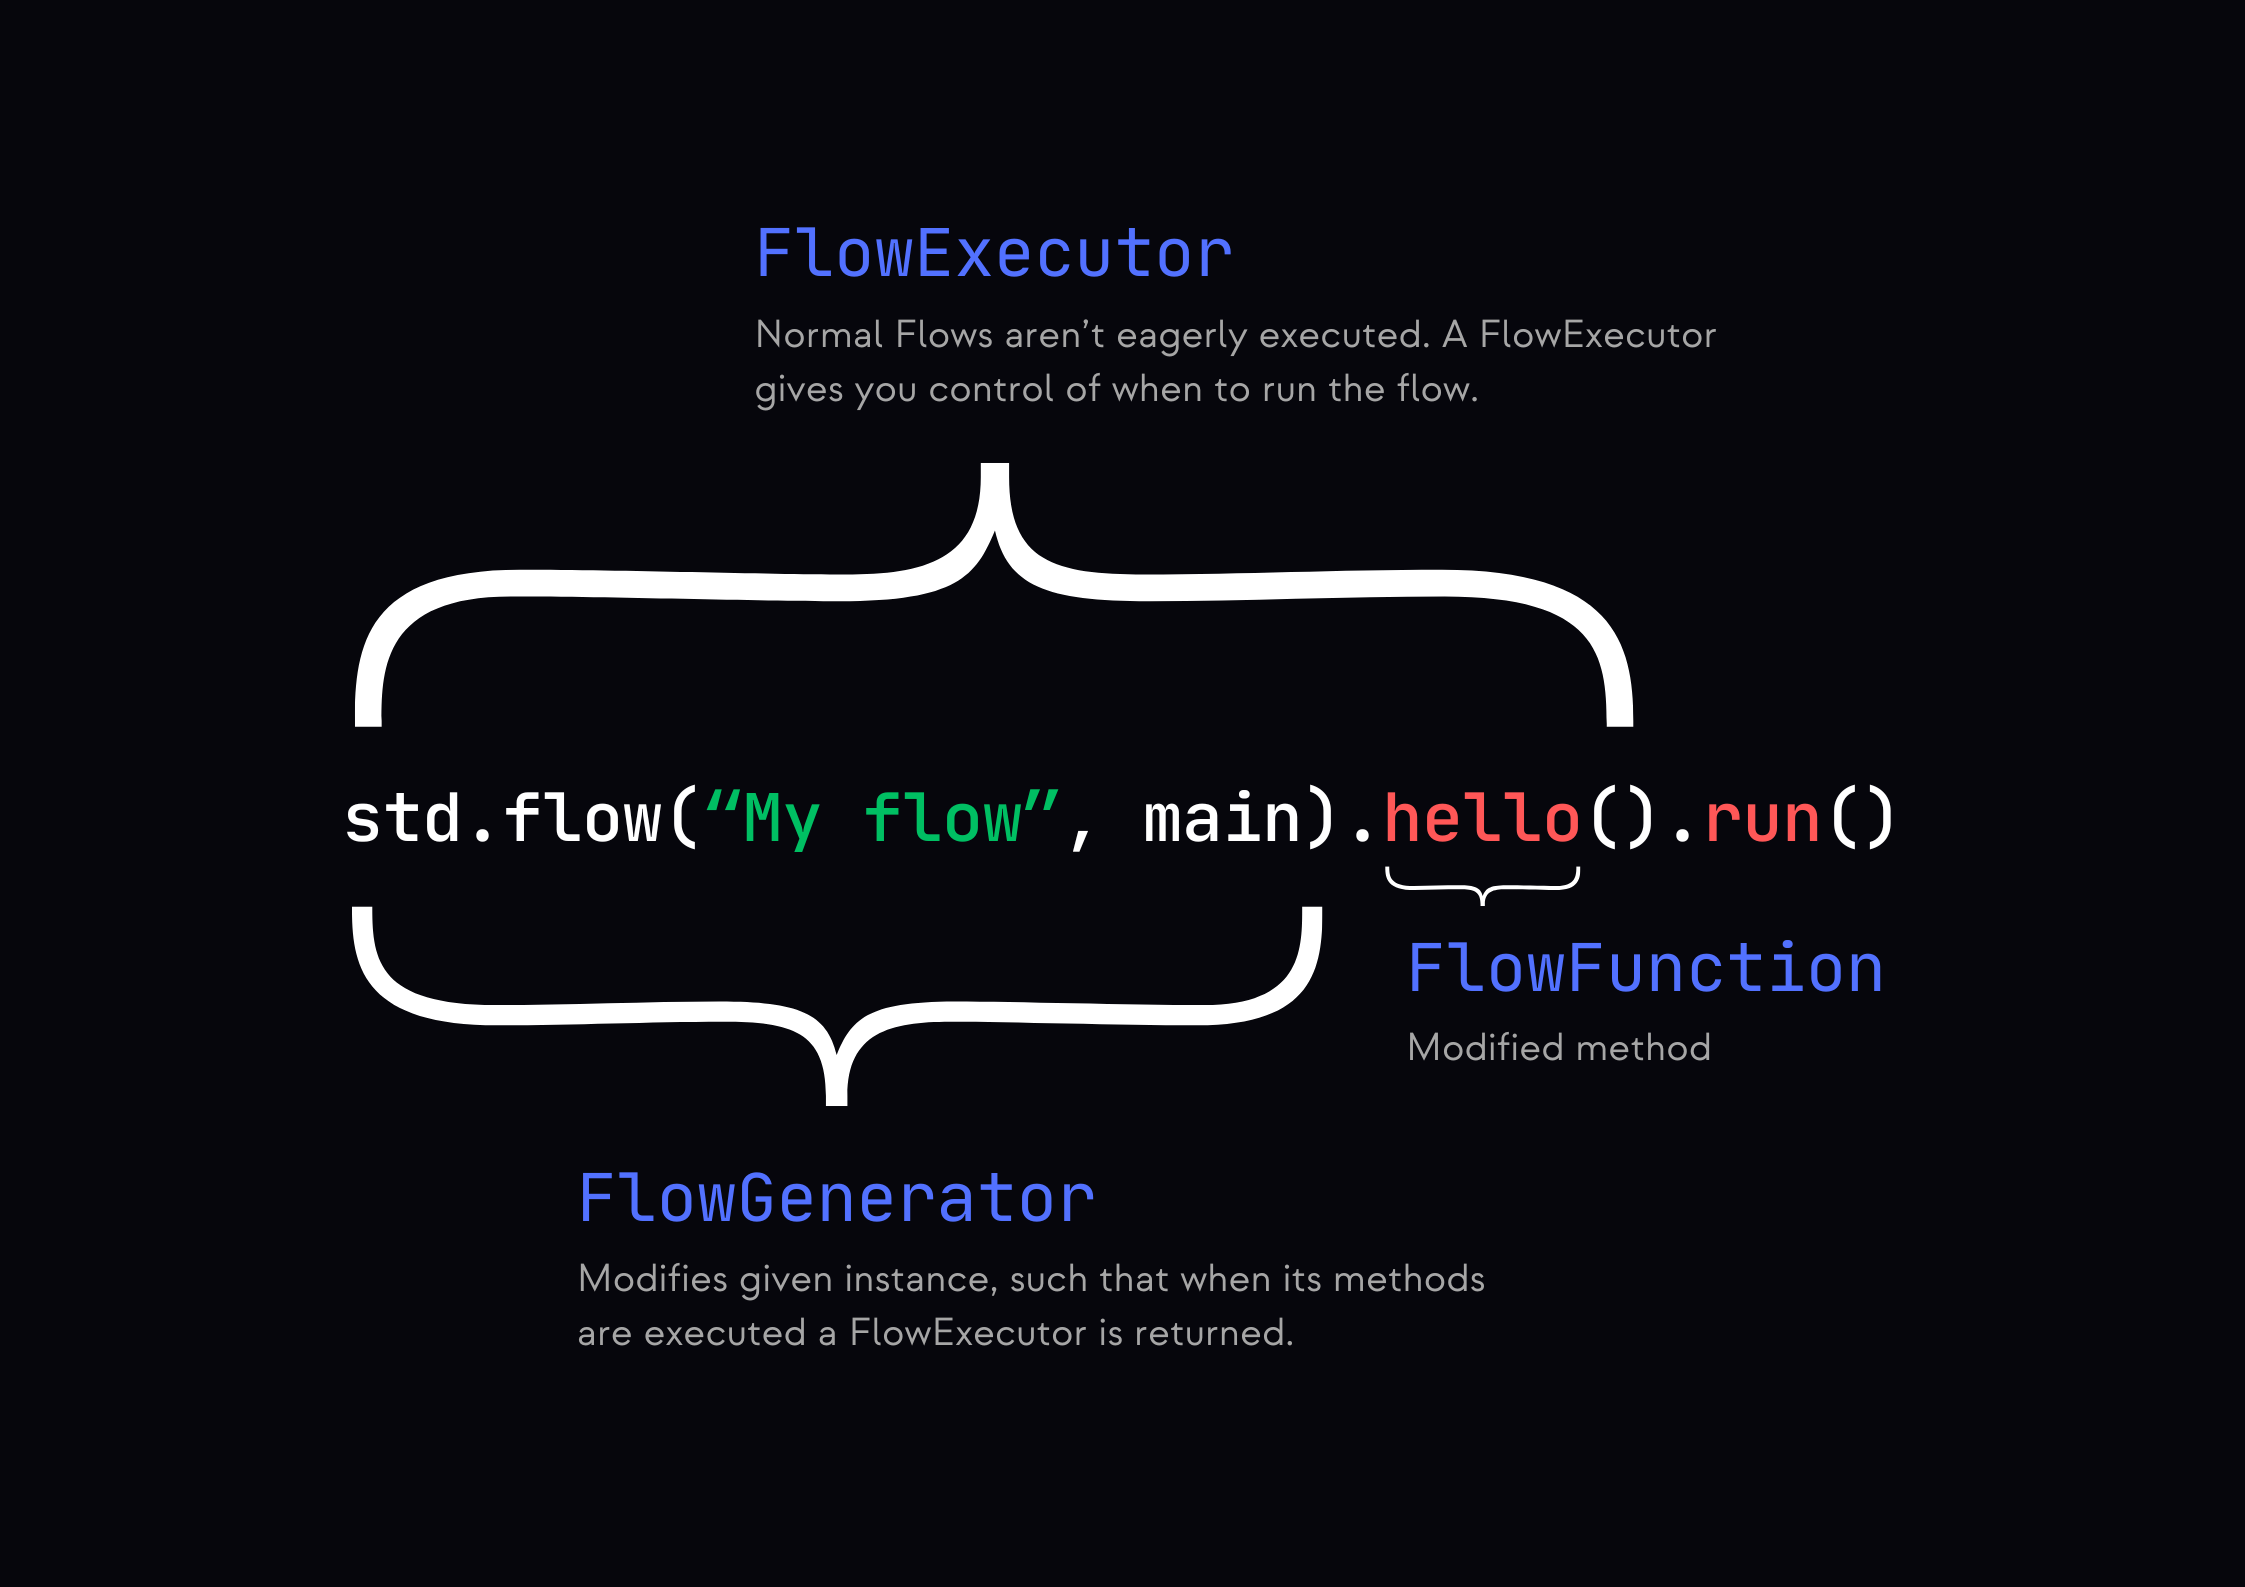 FlowExecutor
Normal Flows aren’t eagerly executed. A FlowExecutor
gives you control of when to run the flow.
std.flow(“My flow”, main).hello().run()
FlowFunction
Modified method
FlowGenerator
Modifies given instance, such that when its methods
are executed a FlowExecutor is returned.